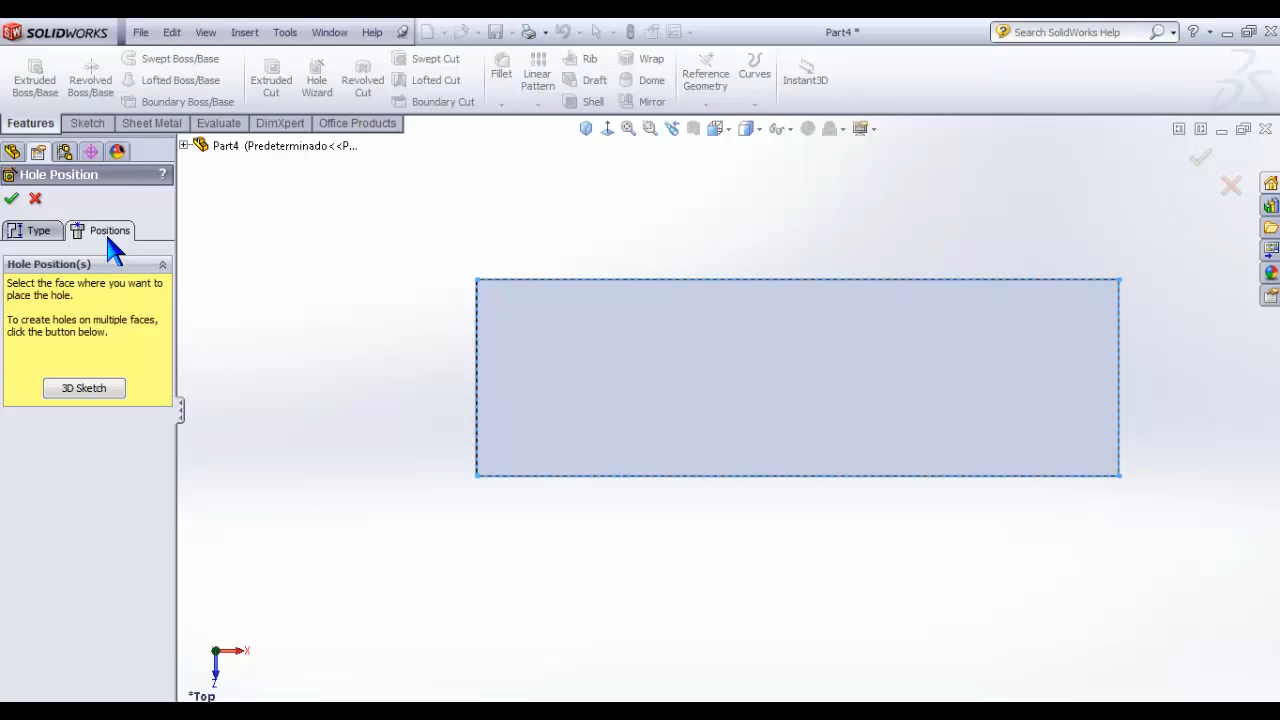 SOLIDWORKS File Edit View Insert Tools Window Help Part4 * Search SolidWorks Help ?
Extruded Boss/Base
Revolved Boss/Base
Swept Boss/Base
Lofted Boss/Base
Boundary Boss/Base
Extruded Cut
Hole Wizard
Revolved Cut
Swept Cut
Lofted Cut
Boundary Cut
Fillet
Linear Pattern
Rib
Draft
Shell
Wrap
Dome
Mirror
Reference Geometry
Curves
Instant3D
Features Sketch Sheet Metal Evaluate DimXpert Office Products
Part4 (Predeterminado<<P...
Hole Position ?
Type Positions
Hole Position(s)
Select the face where you want to
place the hole.
To create holes on multiple faces,
click the button below.
3D Sketch
X
Z
*Top